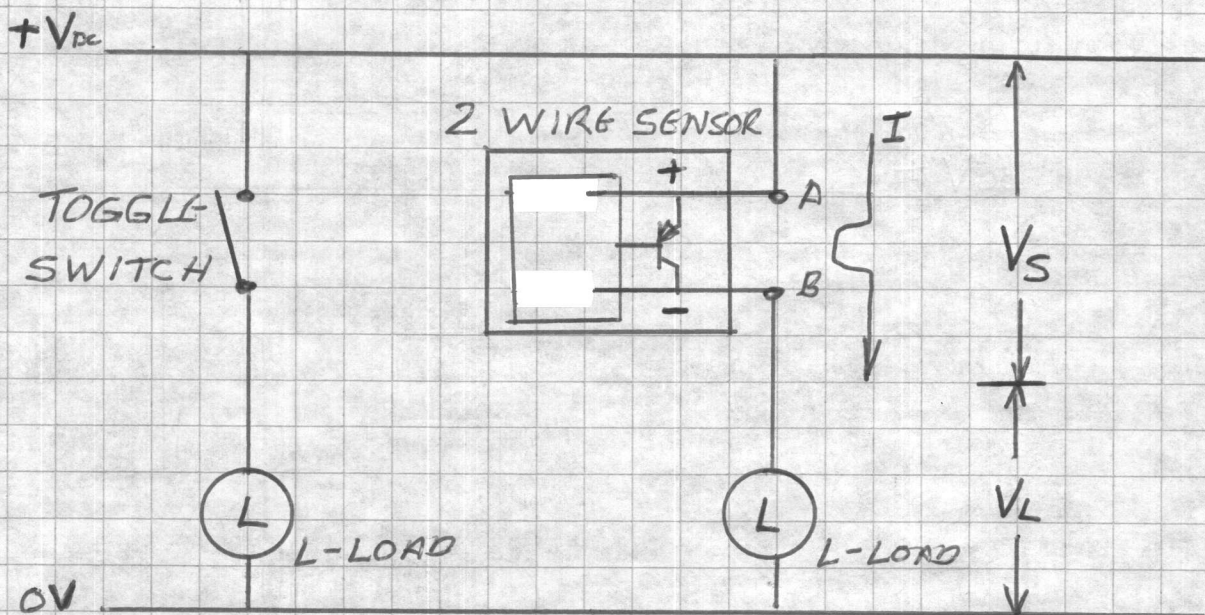 +VDC
2 WIRE SENSOR
I
+
TOGGLE
A
SWITCH
VS
B
-
L
L
VL
L-LOAD
L-LOAD
0V